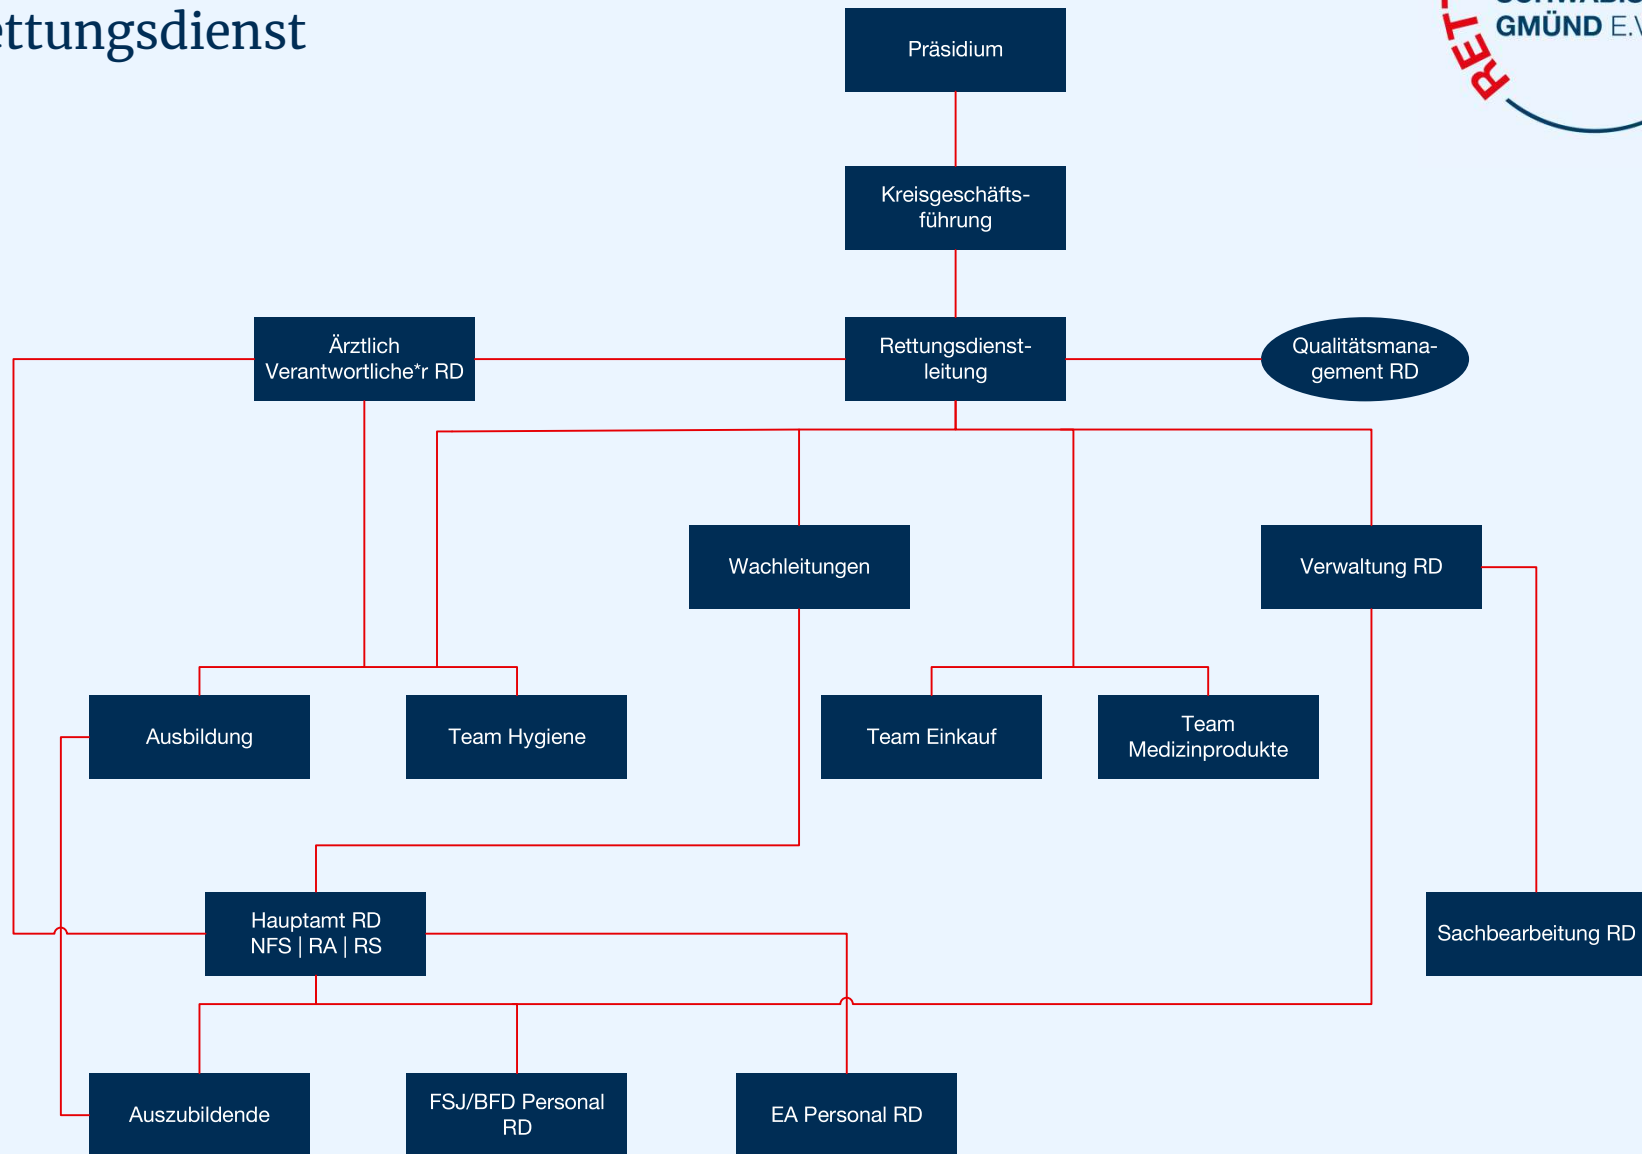 ettungsdienst
GMÜND E.V
RET
Präsidium
Kreisgeschäfts-
führung
Ärztlich
Verantwortliche*r RD
Rettungsdienst-
leitung
Qualitätsmana-
gement RD
Wachleitungen
Verwaltung RD
Ausbildung
Team Hygiene
Team Einkauf
Team
Medizinprodukte
Hauptamt RD
NFS | RA | RS
Sachbearbeitung RD
Auszubildende
FSJ/BFD Personal
RD
EA Personal RD